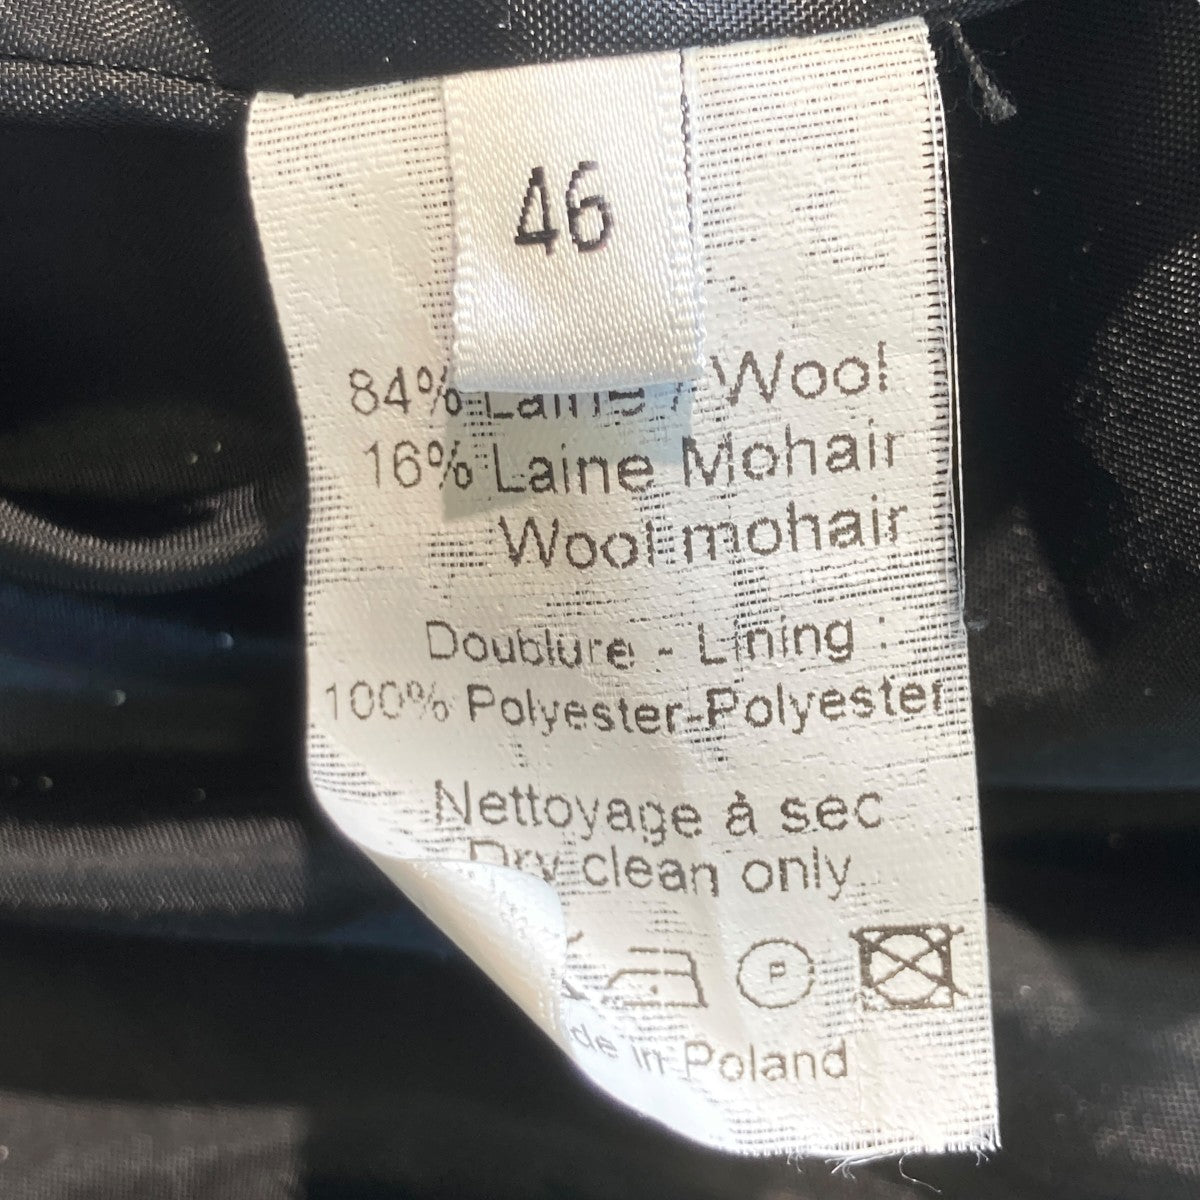 46
84% Laine / Wool
16% Laine Mohair
Wool mohair
Doublure - Lining :
100% Polyester-Polyester
Nettoyage à sec
Dry clean only
P
in Poland